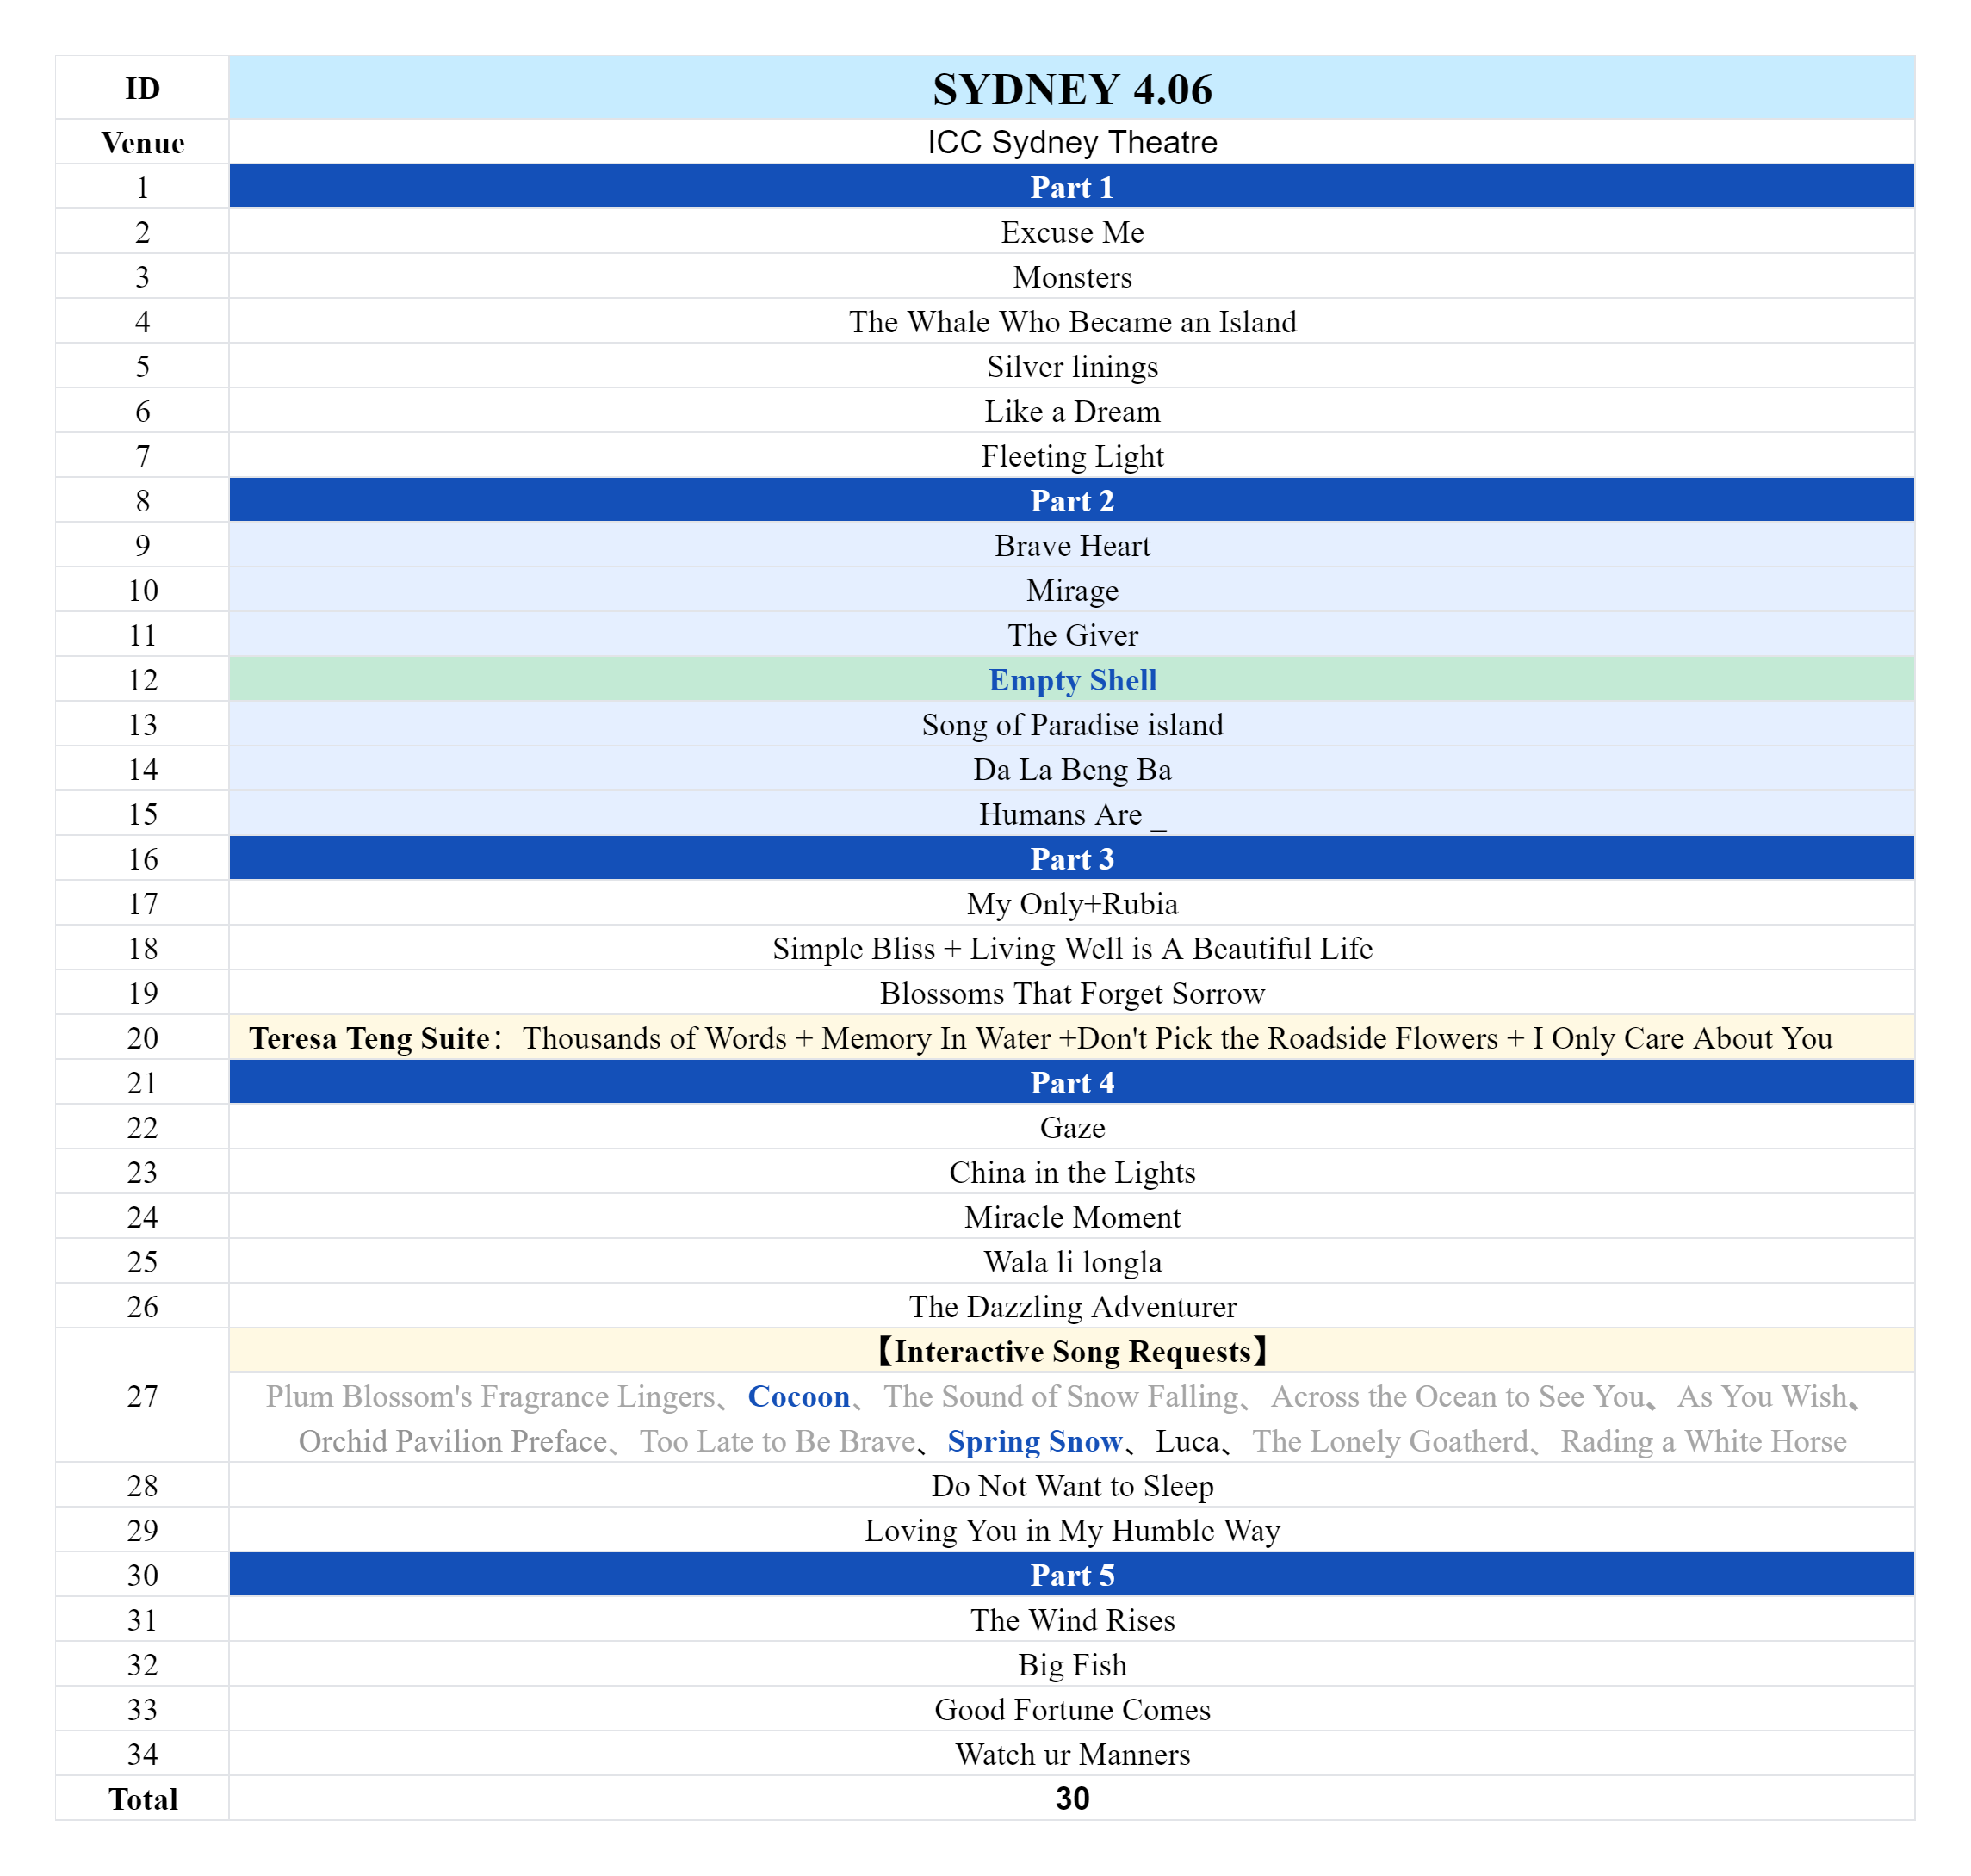 ID SYDNEY 4.06
Venue ICC Sydney Theatre
1 Part 1
2 Excuse Me
3 Monsters
4 The Whale Who Became an Island
5 Silver linings
6 Like a Dream
7 Fleeting Light
8 Part 2
9 Brave Heart
10 Mirage
11 The Giver
12 Empty Shell
13 Song of Paradise island
14 Da La Beng Ba
15 Humans Are _
16 Part 3
17 My Only+Rubia
18 Simple Bliss + Living Well is A Beautiful Life
19 Blossoms That Forget Sorrow
20 Teresa Teng Suite：Thousands of Words + Memory In Water +Don't Pick the Roadside Flowers + I Only Care About You
21 Part 4
22 Gaze
23 China in the Lights
24 Miracle Moment
25 Wala li longla
26 The Dazzling Adventurer
【Interactive Song Requests】
27 Plum Blossom's Fragrance Lingers、Cocoon、The Sound of Snow Falling、Across the Ocean to See You、As You Wish、
Orchid Pavilion Preface、Too Late to Be Brave、Spring Snow、Luca、The Lonely Goatherd、Rading a White Horse
28 Do Not Want to Sleep
29 Loving You in My Humble Way
30 Part 5
31 The Wind Rises
32 Big Fish
33 Good Fortune Comes
34 Watch ur Manners
Total 30